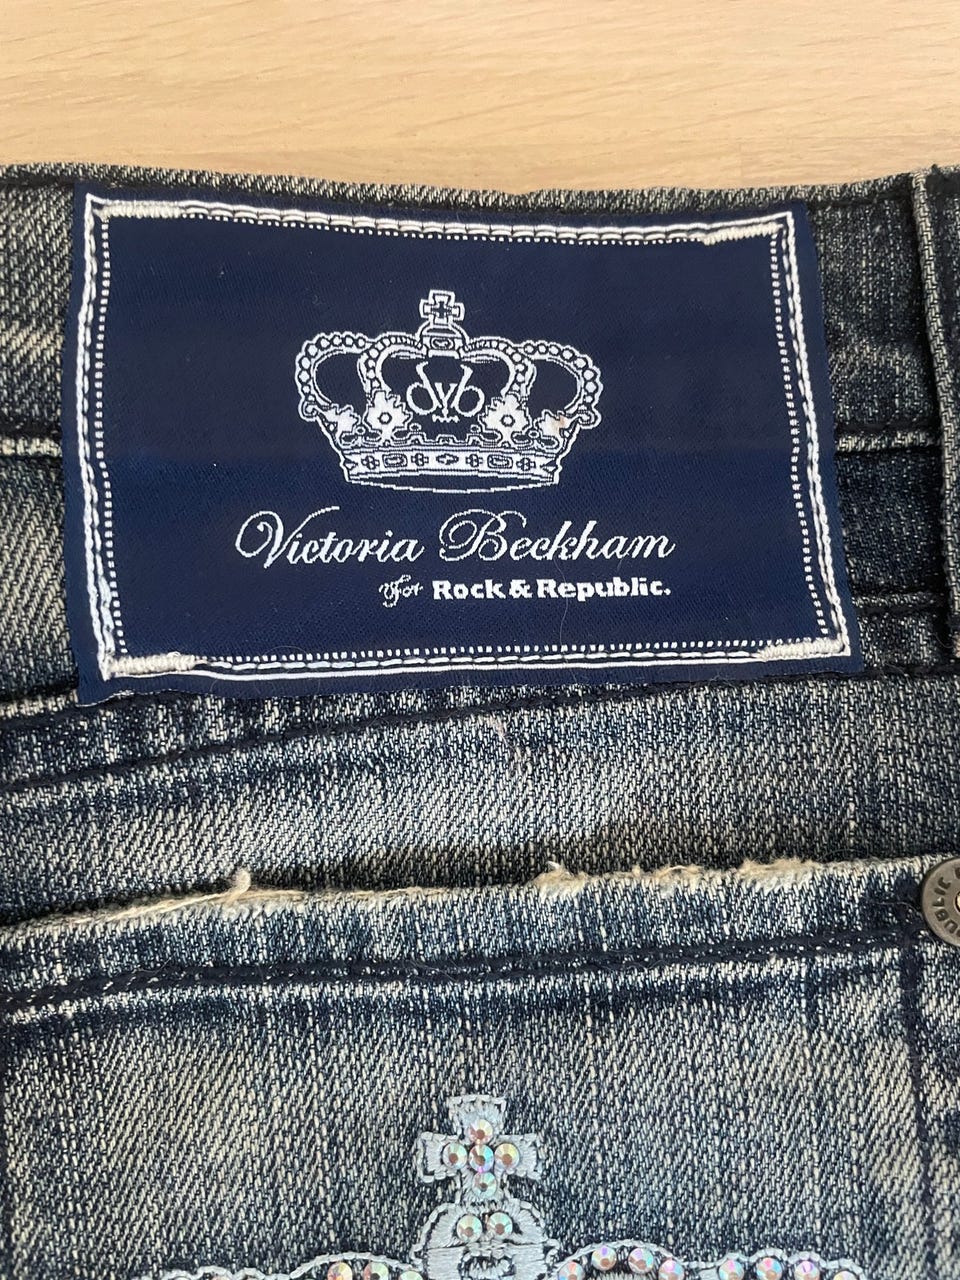 dvb
Victoria Beckham
For Rock & Republic.